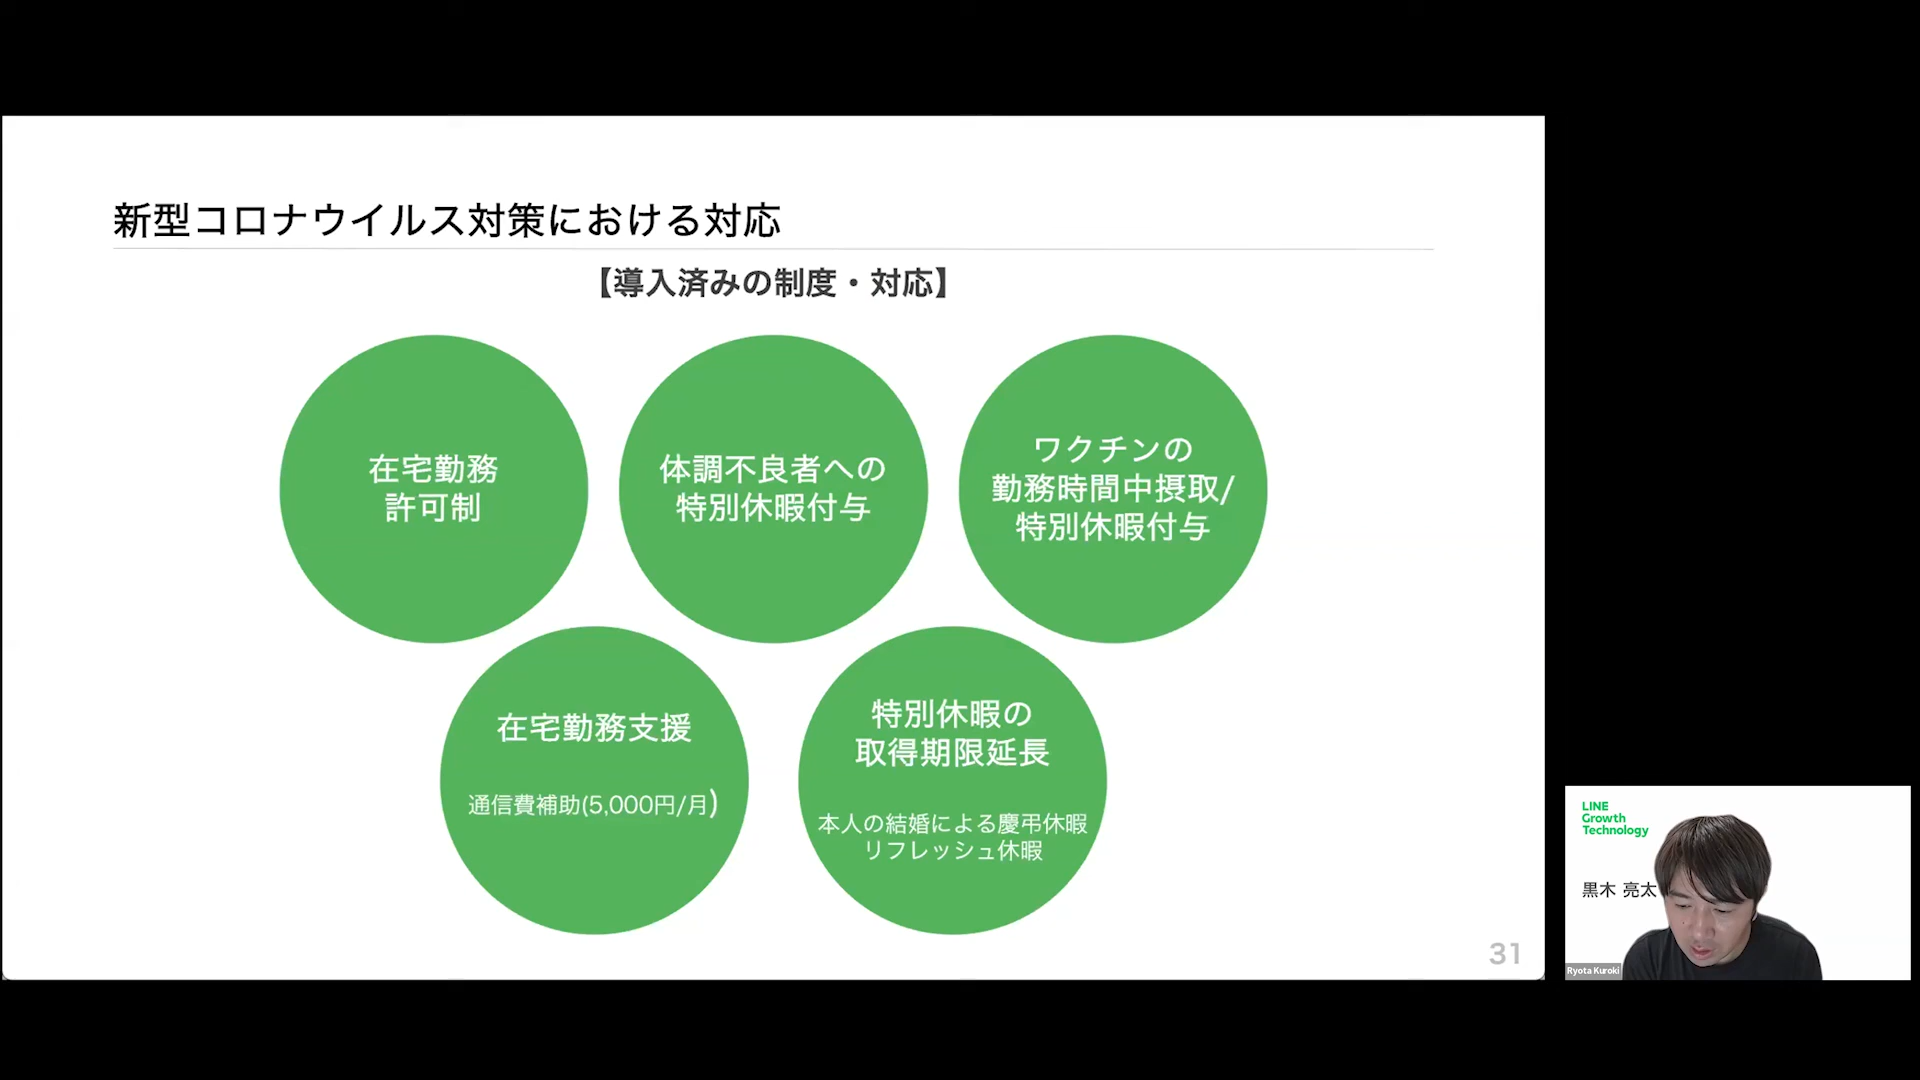 新型コロナウイルス対策における対応
【導入済みの制度・対応】
在宅勤務
許可制
体調不良者への
特別休暇付与
ワクチンの
勤務時間中摂取/
特別休暇付与
在宅勤務支援
通信費補助(5,000円/月)
特別休暇の
取得期限延長
本人の結婚による慶弔休暇
リフレッシュ休暇
31
LINE
Growth
Technology
黒木 亮太
Ryota Kuroki